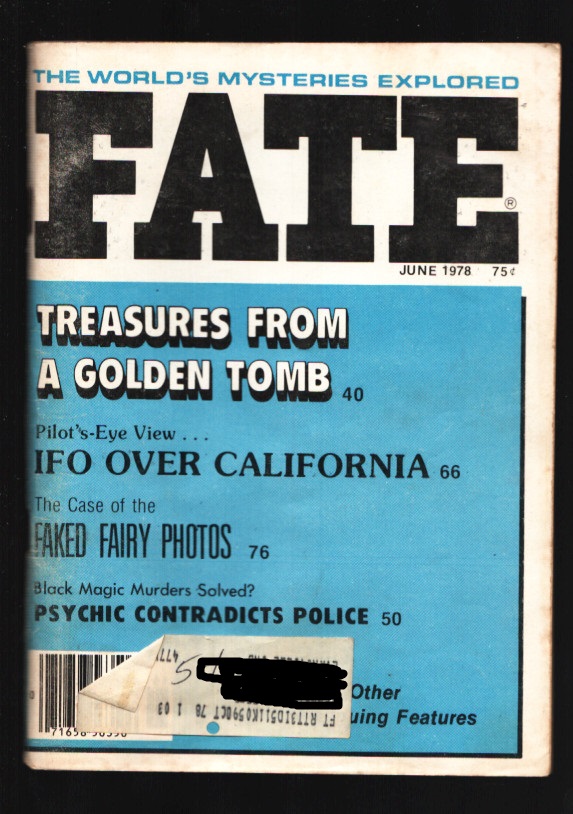 THE WORLD'S MYSTERIES EXPLORED
FATE®
JUNE 1978 75¢
TREASURES FROM
A GOLDEN TOMB 40
Pilot's-Eye View . . .
IFO OVER CALIFORNIA 66
The Case of the
FAKED FAIRY PHOTOS 76
Black Magic Murders Solved?
PSYCHIC CONTRADICTS POLICE 50
Other
uing Features